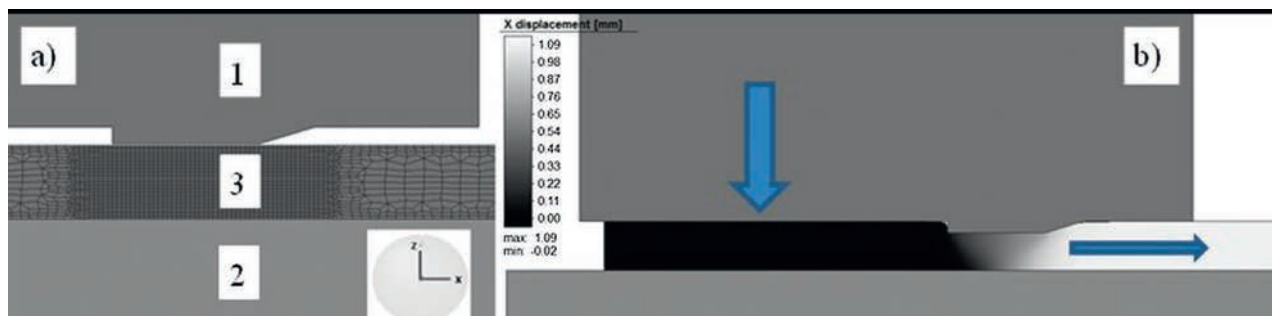 a)
1
3
2
z
x
X displacement [mm]
1.09
0.98
0.87
0.76
0.65
0.54
0.44
0.33
0.22
0.11
0.00
max: 1.09
min: -0.02
b)